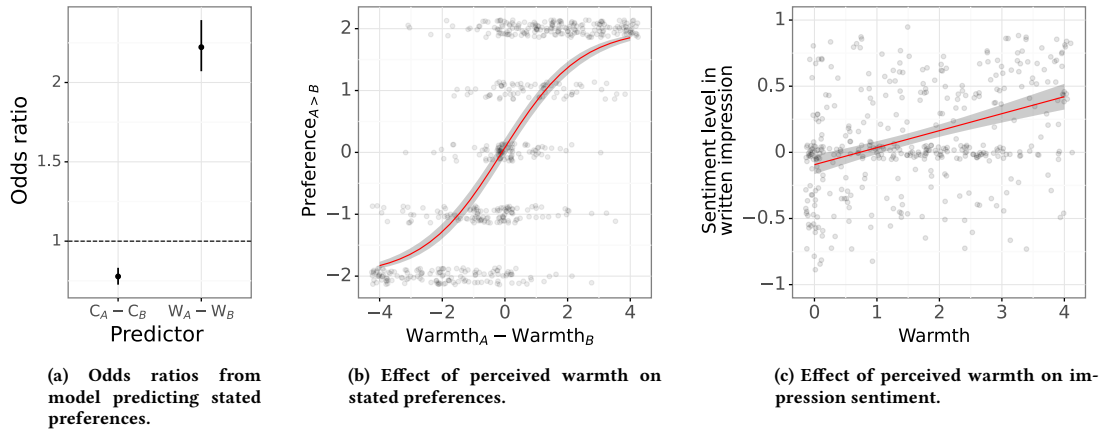 Odds ratio
2
1.5
1
C_A − C_B
W_A − W_B
Predictor
(a) Odds ratios from
model predicting stated
preferences.
Preference_A > B
2
1
0
−1
−2
−4
−2
0
2
4
Warmth_A − Warmth_B
(b) Effect of perceived warmth on
stated preferences.
Sentiment level in
written impression
1
0.5
0
−0.5
−1
0
1
2
3
4
Warmth
(c) Effect of perceived warmth on im-
pression sentiment.